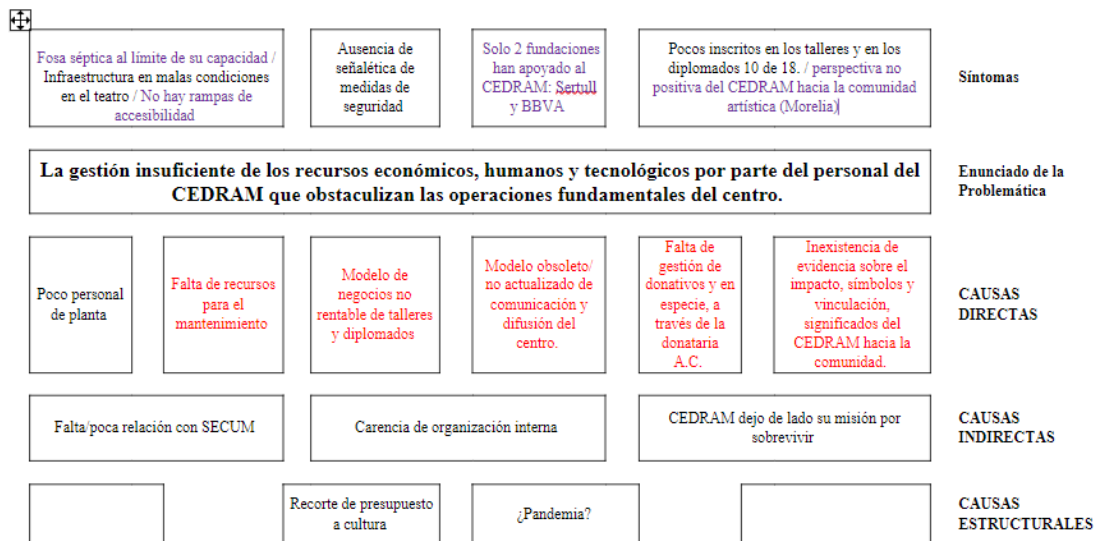 Fosa séptica al límite de su capacidad /
Infraestructura en malas condiciones
en el teatro / No hay rampas de
accesibilidad
Ausencia de
señalética de
medidas de
seguridad
Solo 2 fundaciones
han apoyado al
CEDRAM: Sertull
y BBVA
Pocos inscritos en los talleres y en los
diplomados 10 de 18. / perspectiva no
positiva del CEDRAM hacia la comunidad
artística (Morelia)
Síntomas
La gestión insuficiente de los recursos económicos, humanos y tecnológicos por parte del personal del
CEDRAM que obstaculizan las operaciones fundamentales del centro.
Enunciado de la
Problemática
Poco personal
de planta
Falta de recursos
para el
mantenimiento
Modelo de
negocios no
rentable de talleres
y diplomados
Modelo obsoleto/
no actualizado de
comunicación y
difusión del
centro.
Falta de
gestión de
donativos y en
especie, a
través de la
donataria
A.C.
Inexistencia de
evidencia sobre el
impacto, símbolos y
vinculación,
significados del
CEDRAM hacia la
comunidad.
CAUSAS
DIRECTAS
Falta/poca relación con SECUM
Carencia de organización interna
CEDRAM dejo de lado su misión por
sobrevivir
CAUSAS
INDIRECTAS
Recorte de presupuesto
a cultura
¿Pandemia?
CAUSAS
ESTRUCTURALES